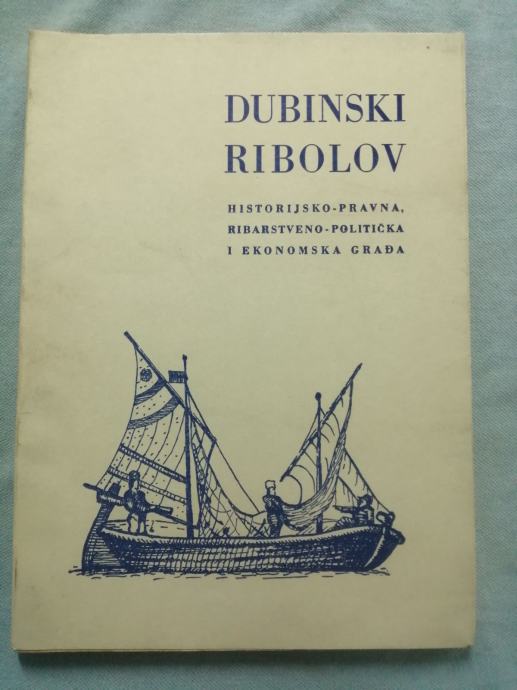 DUBINSKI
RIBOLOV
HISTORIJSKO-PRAVNA,
RIBARSTVENO-POLITIČKA
I EKONOMSKA GRAĐA